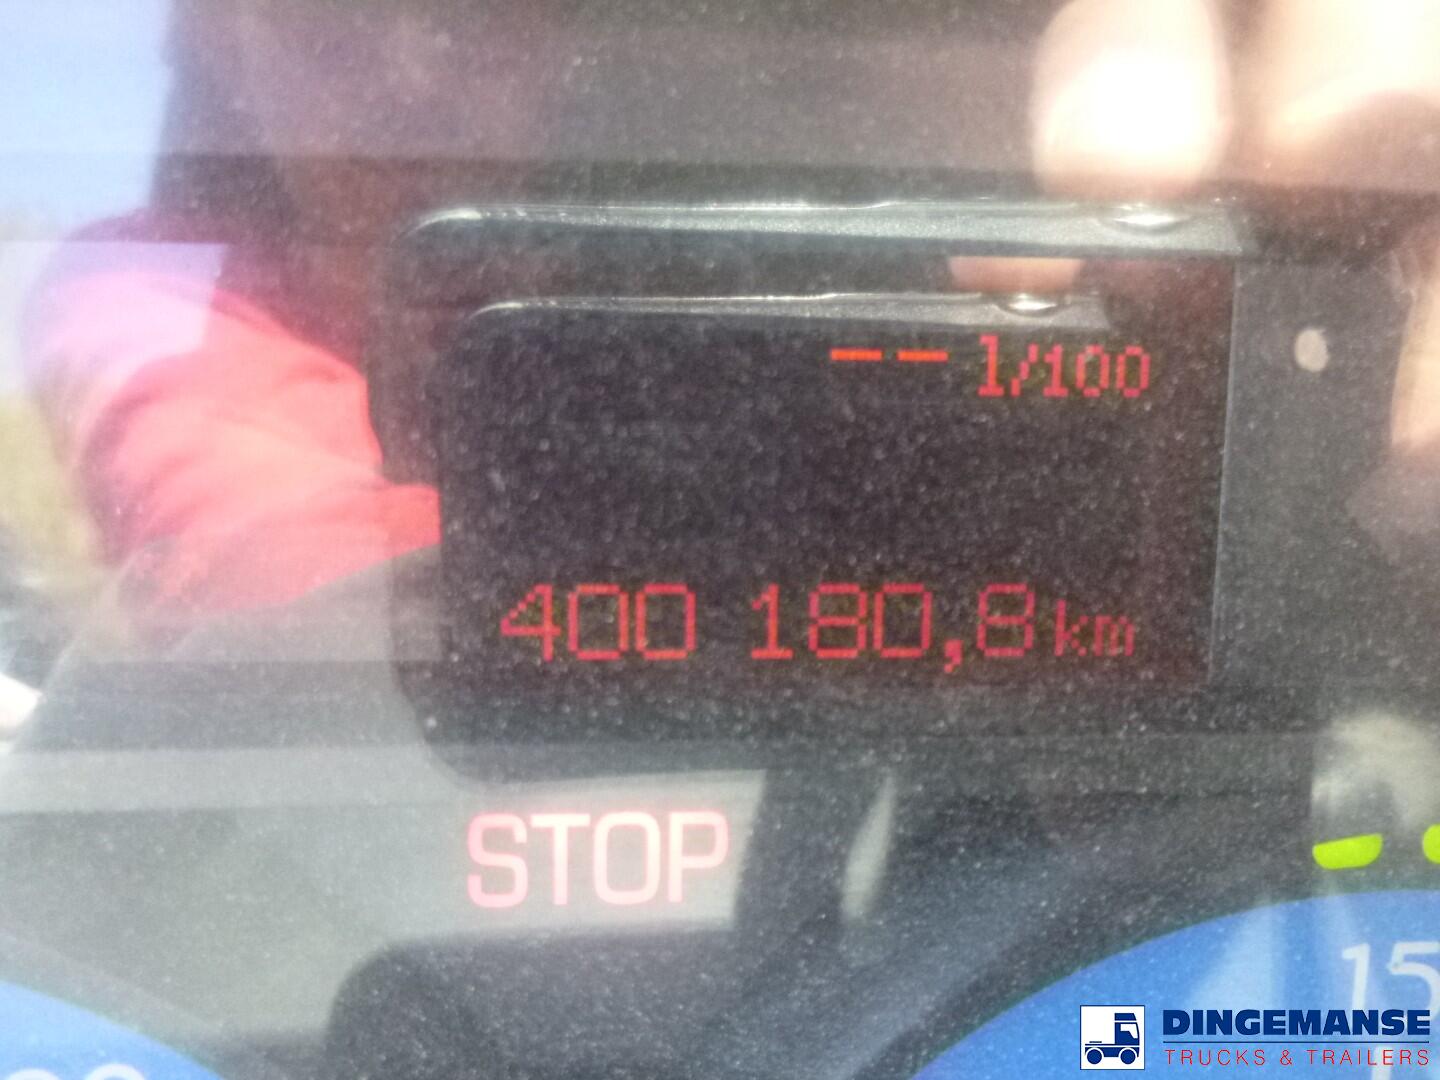 -- l/100
400 180,8 km
STOP
15
DINGEMANSE
TRUCKS & TRAILERS